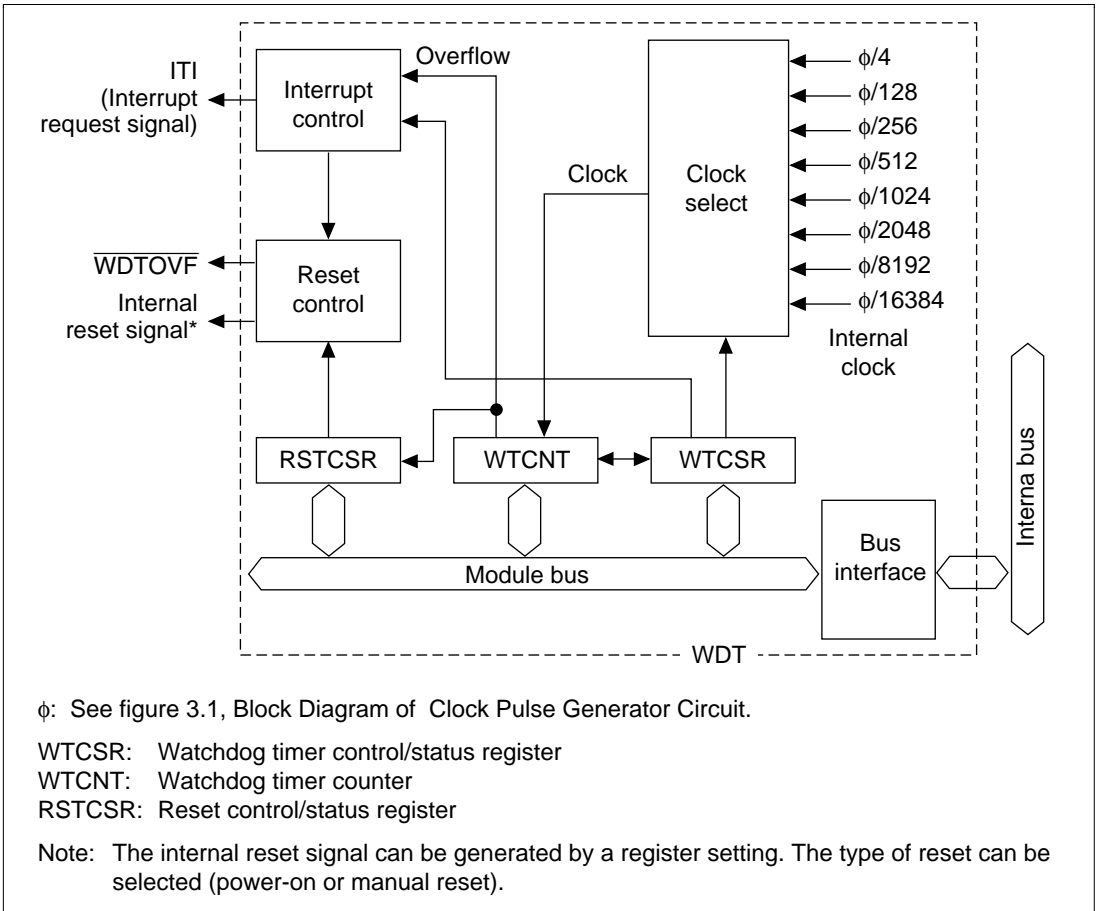 ITI
(Interrupt
request signal)
Interrupt
control
Overflow
Clock
Clock
select
ϕ/4
ϕ/128
ϕ/256
ϕ/512
ϕ/1024
ϕ/2048
ϕ/8192
ϕ/16384
Internal
clock
WDTOVF
Internal
reset signal*
Reset
control
RSTCSR
WTCNT
WTCSR
Module bus
Bus
interface
Interna bus
WDT
ϕ: See figure 3.1, Block Diagram of Clock Pulse Generator Circuit.
WTCSR: Watchdog timer control/status register
WTCNT: Watchdog timer counter
RSTCSR: Reset control/status register
Note: The internal reset signal can be generated by a register setting. The type of reset can be
selected (power-on or manual reset).